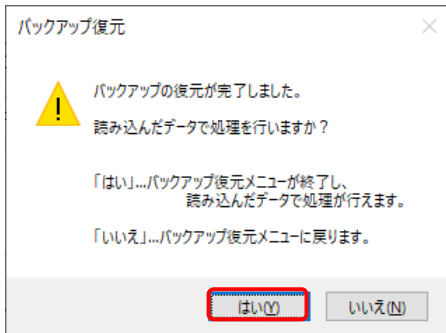 バックアップ復元
バックアップの復元が完了しました。
読み込んだデータで処理を行いますか？
「はい」...バックアップ復元メニューが終了し、
読み込んだデータで処理が行えます。
「いいえ」...バックアップ復元メニューに戻ります。
はい(Y)
いいえ(N)